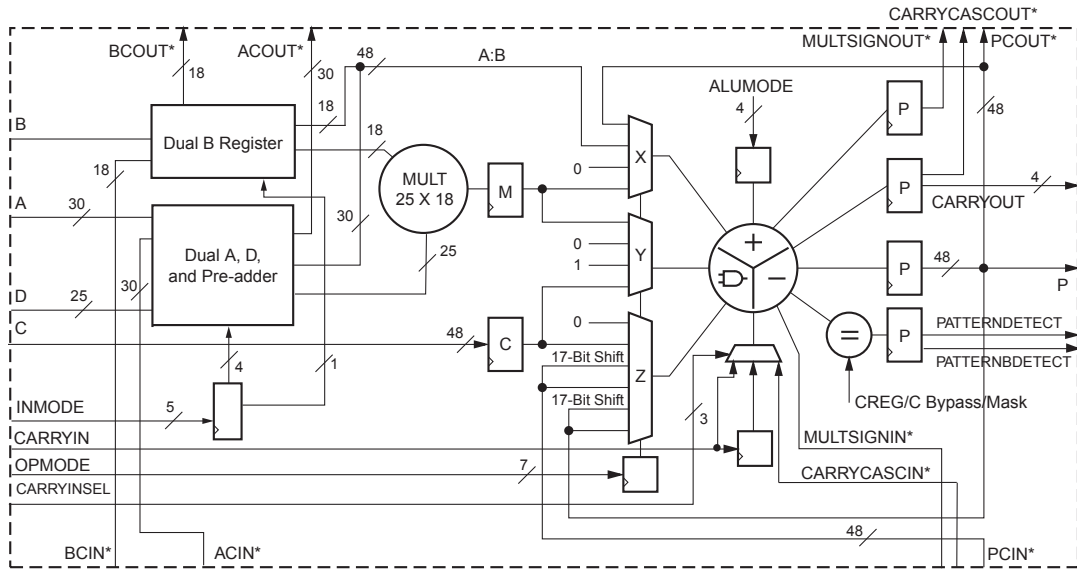 CARRYCASCOUT*
BCOUT* ACOUT* MULTSIGNOUT* PCOUT*
18 30 48 A:B
ALUMODE
4
48
B
Dual B Register
18
18
18
MULT
25 X 18
M
0
X
P
P
4
CARRYOUT
A
30
Dual A, D,
and Pre-adder
30
30
25
0
1
Y
+
−
P
48
P
D
25
C
48
C
0
17-Bit Shift
17-Bit Shift
Z
=
P
PATTERNDETECT
PATTERNBDETECT
CREG/C Bypass/Mask
4
1
3
INMODE
5
CARRYIN
OPMODE
7
CARRYINSEL
MULTSIGNIN*
CARRYCASCIN*
48
BCIN* ACIN* PCIN*